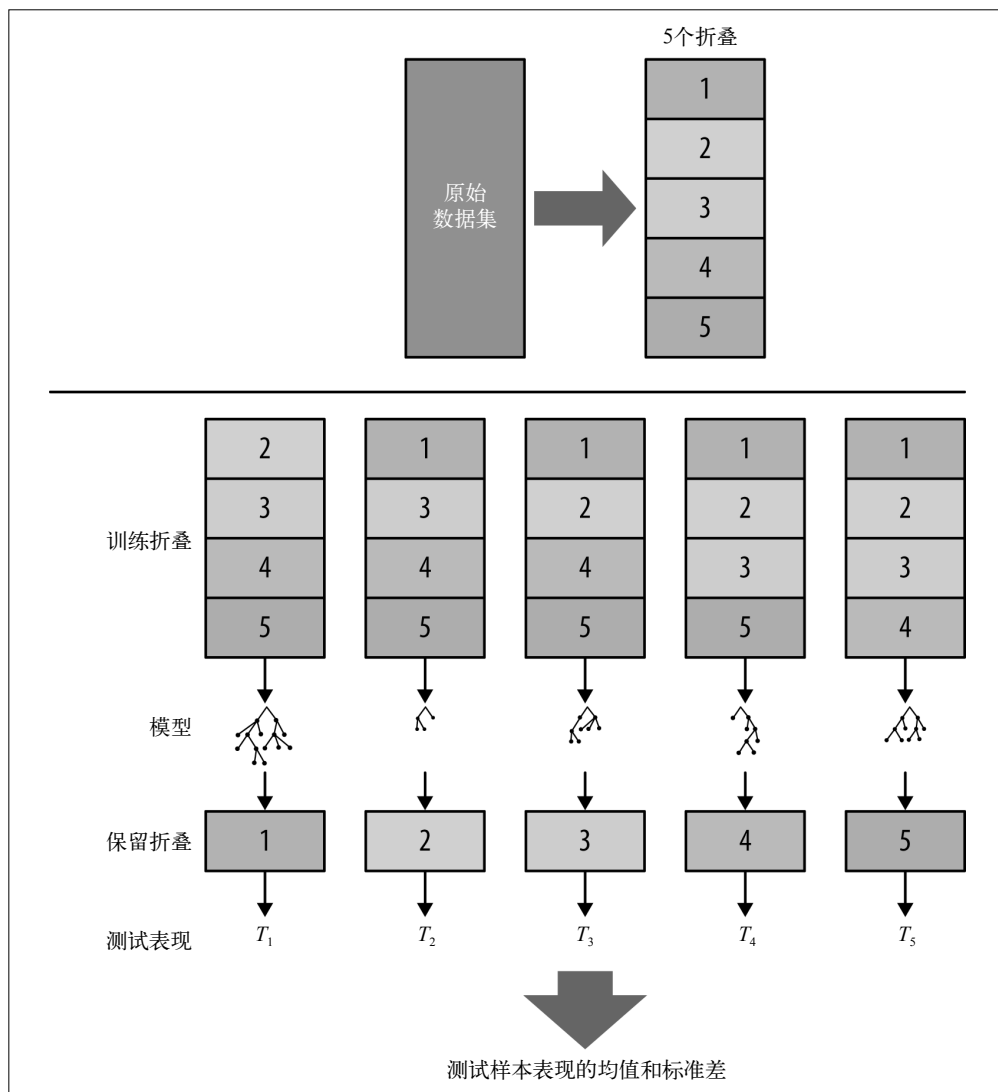 5个折叠
原始
数据集
1
2
3
4
5
训练折叠
2 1 1 1 1
3 3 2 2 2
4 4 4 3 3
5 5 5 5 4
模型
保留折叠 1 2 3 4 5
测试表现 T₁ T₂ T₃ T₄ T₅
测试样本表现的均值和标准差